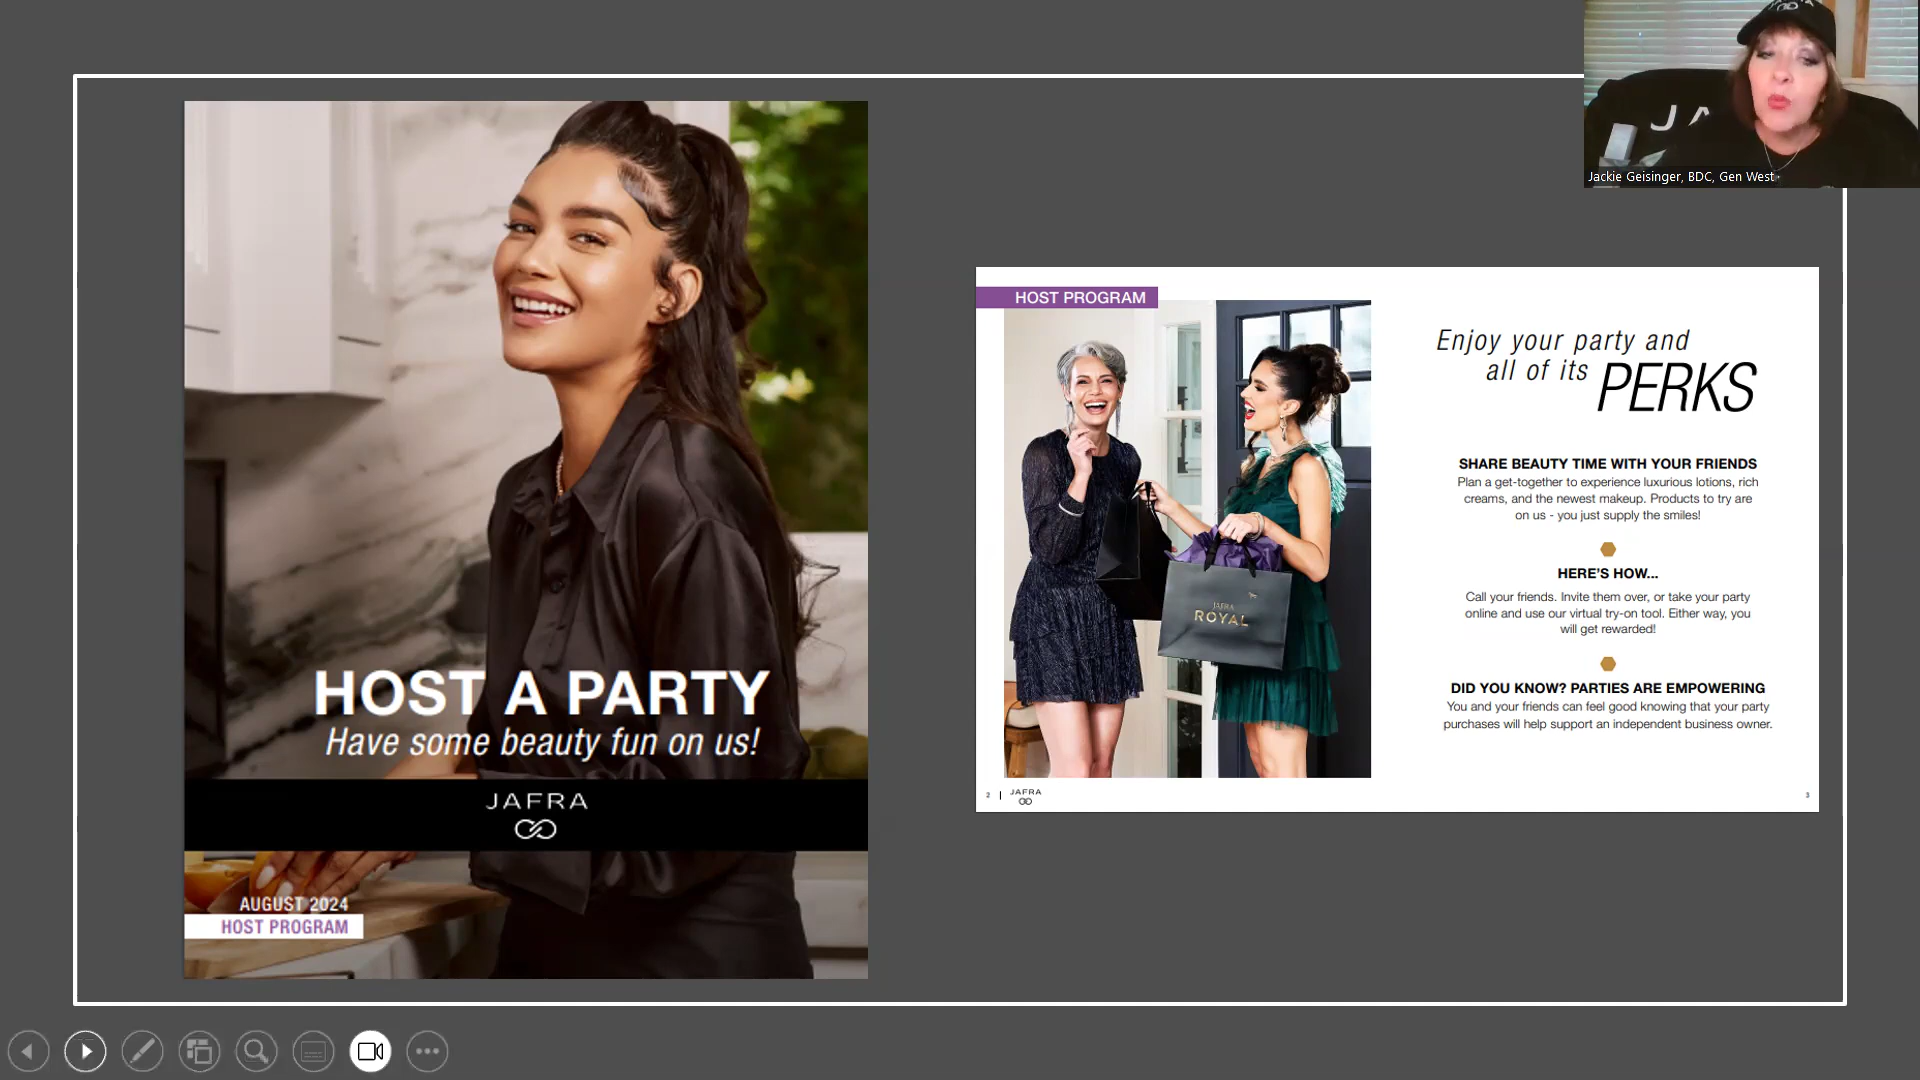 Jackie Geisinger, BDC, Gen West
HOST A PARTY
Have some beauty fun on us!
JAFRA
AUGUST 2024
HOST PROGRAM
HOST PROGRAM
JAFRA
ROYAL
Enjoy your party and
all of its PERKS
SHARE BEAUTY TIME WITH YOUR FRIENDS
Plan a get-together to experience luxurious lotions, rich
creams, and the newest makeup. Products to try are
on us - you just supply the smiles!
HERE'S HOW...
Call your friends. Invite them over, or take your party
online and use our virtual try-on tool. Either way, you
will get rewarded!
DID YOU KNOW? PARTIES ARE EMPOWERING
You and your friends can feel good knowing that your party
purchases will help support an independent business owner.
2 | JAFRA
3